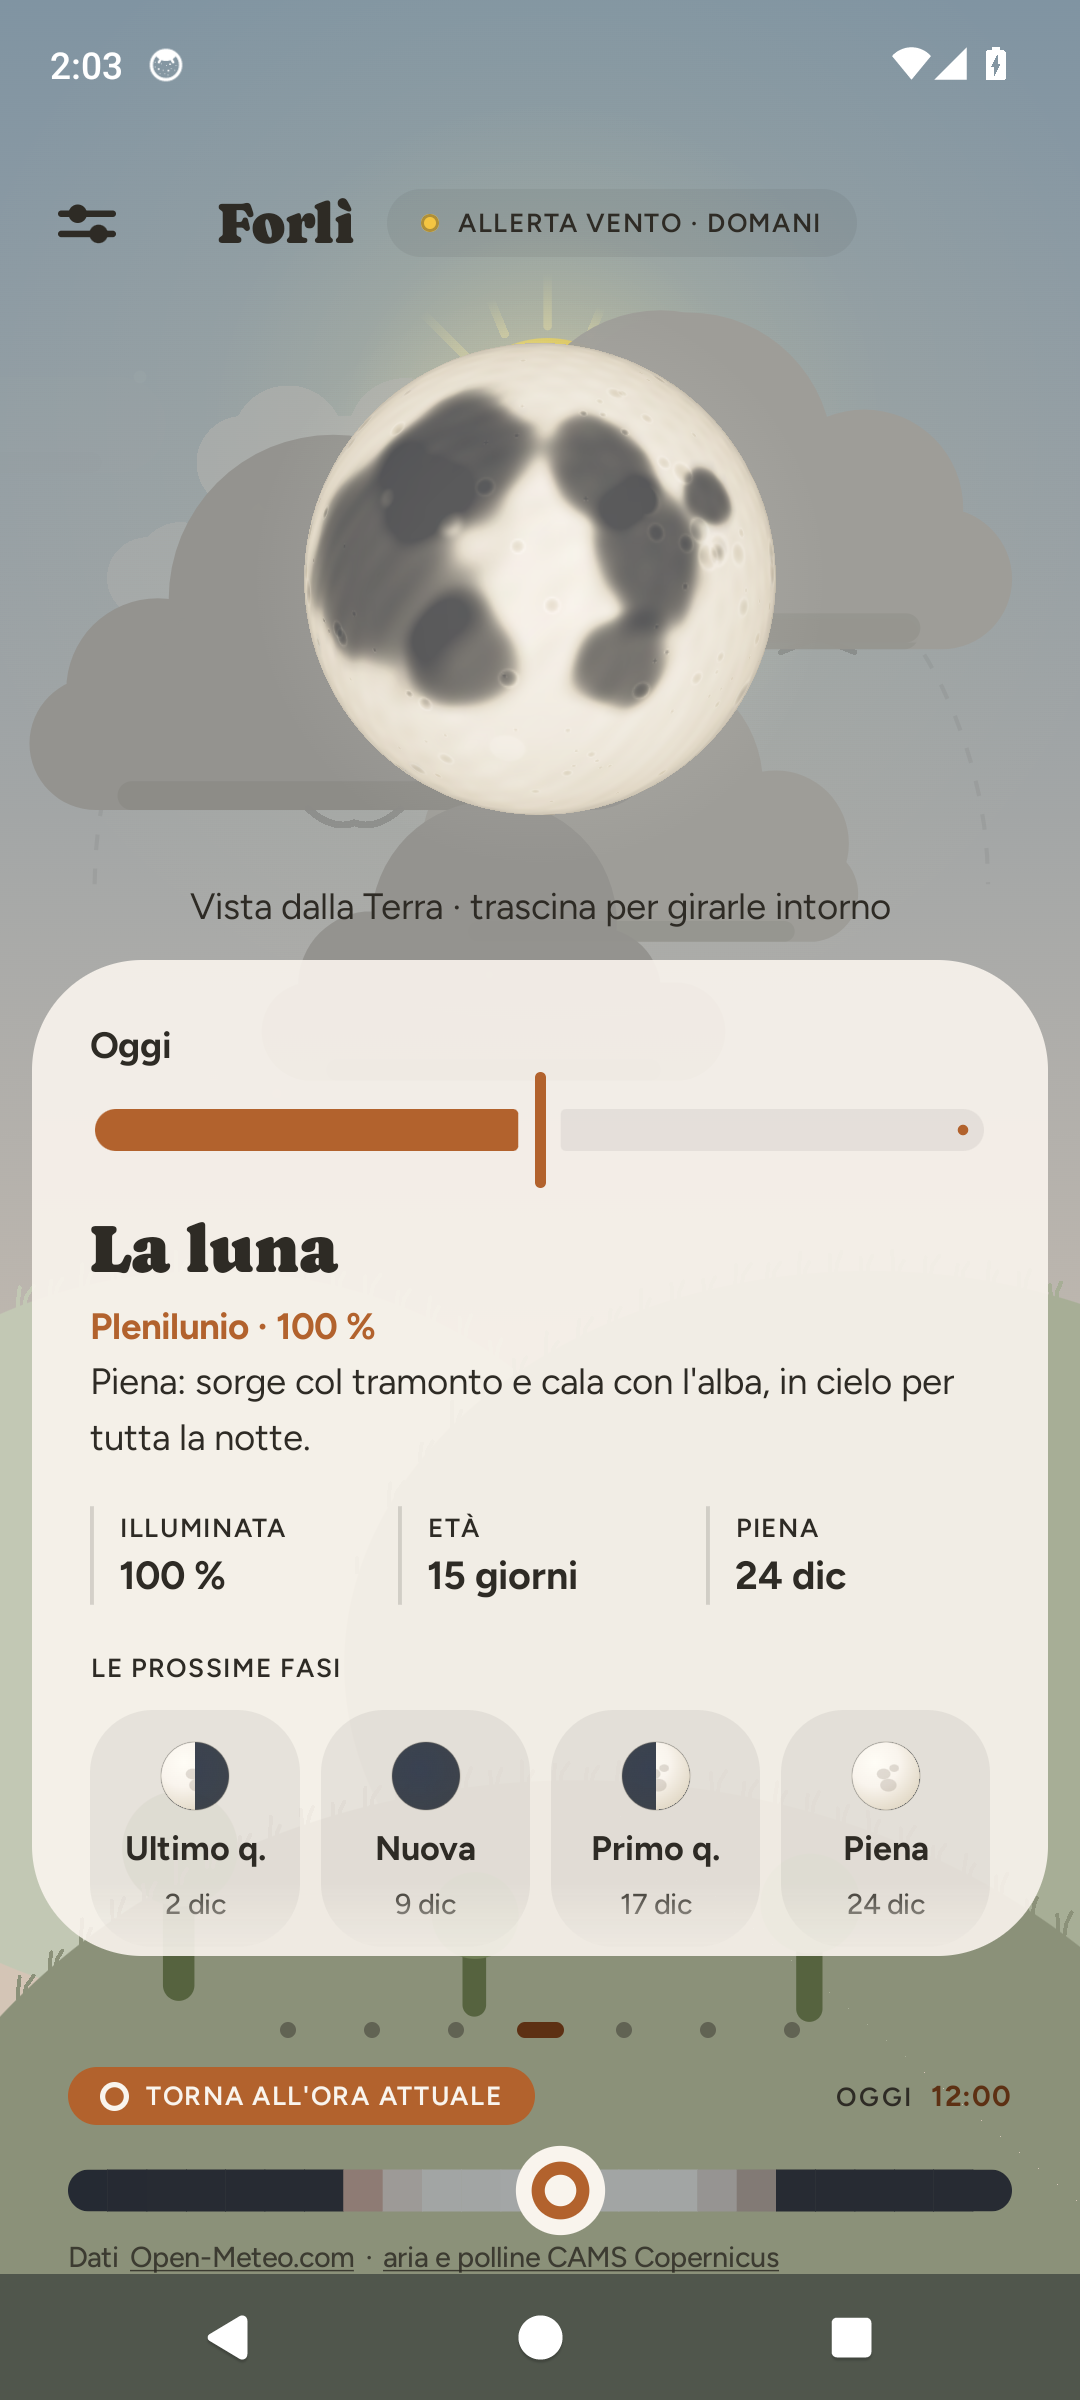 2:03
Forlì
ALLERTA VENTO · DOMANI
Vista dalla Terra · trascina per girarle intorno
Oggi
La luna
Plenilunio · 100 %
Piena: sorge col tramonto e cala con l'alba, in cielo per
tutta la notte.
ILLUMINATA
100 %
ETÀ
15 giorni
PIENA
24 dic
LE PROSSIME FASI
Ultimo q.
2 dic
Nuova
9 dic
Primo q.
17 dic
Piena
24 dic
TORNA ALL'ORA ATTUALE
OGGI 12:00
Dati Open-Meteo.com · aria e polline CAMS Copernicus